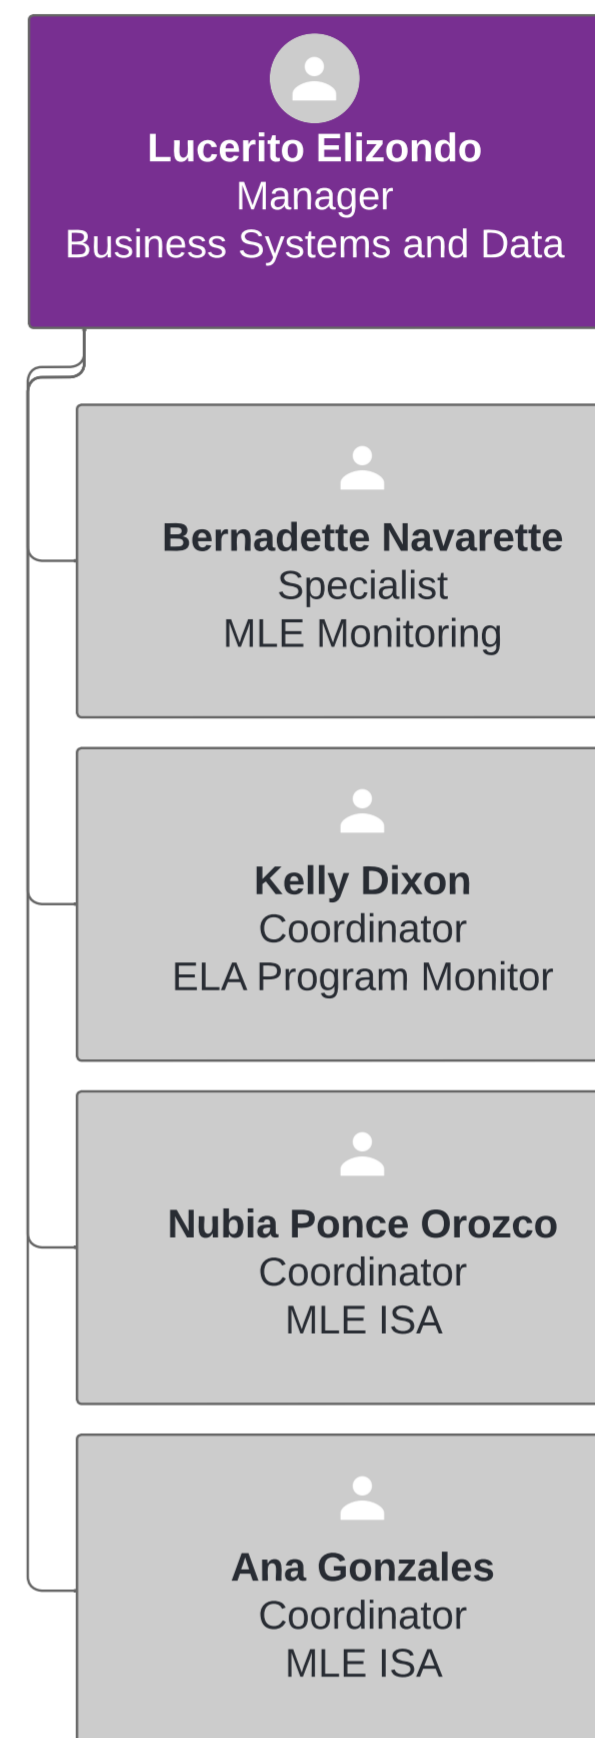 Lucerito Elizondo
Manager
Business Systems and Data
Bernadette Navarette
Specialist
MLE Monitoring
Kelly Dixon
Coordinator
ELA Program Monitor
Nubia Ponce Orozco
Coordinator
MLE ISA
Ana Gonzales
Coordinator
MLE ISA